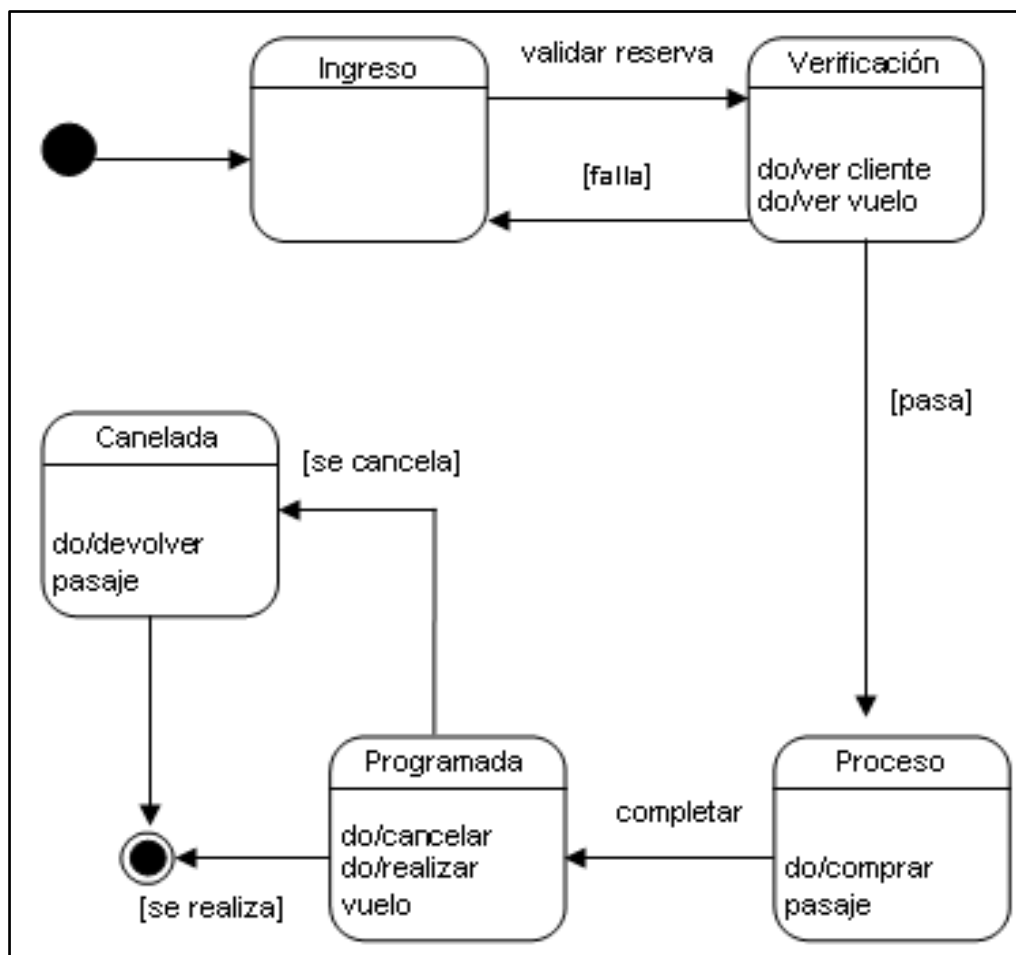 Ingreso
validar reserva
Verificación
[falla]
do/ver cliente
do/ver vuelo
[pasa]
Canelada
[se cancela]
do/devolver
pasaje
Programada
do/cancelar
do/realizar
vuelo
completar
Proceso
do/comprar
pasaje
[se realiza]